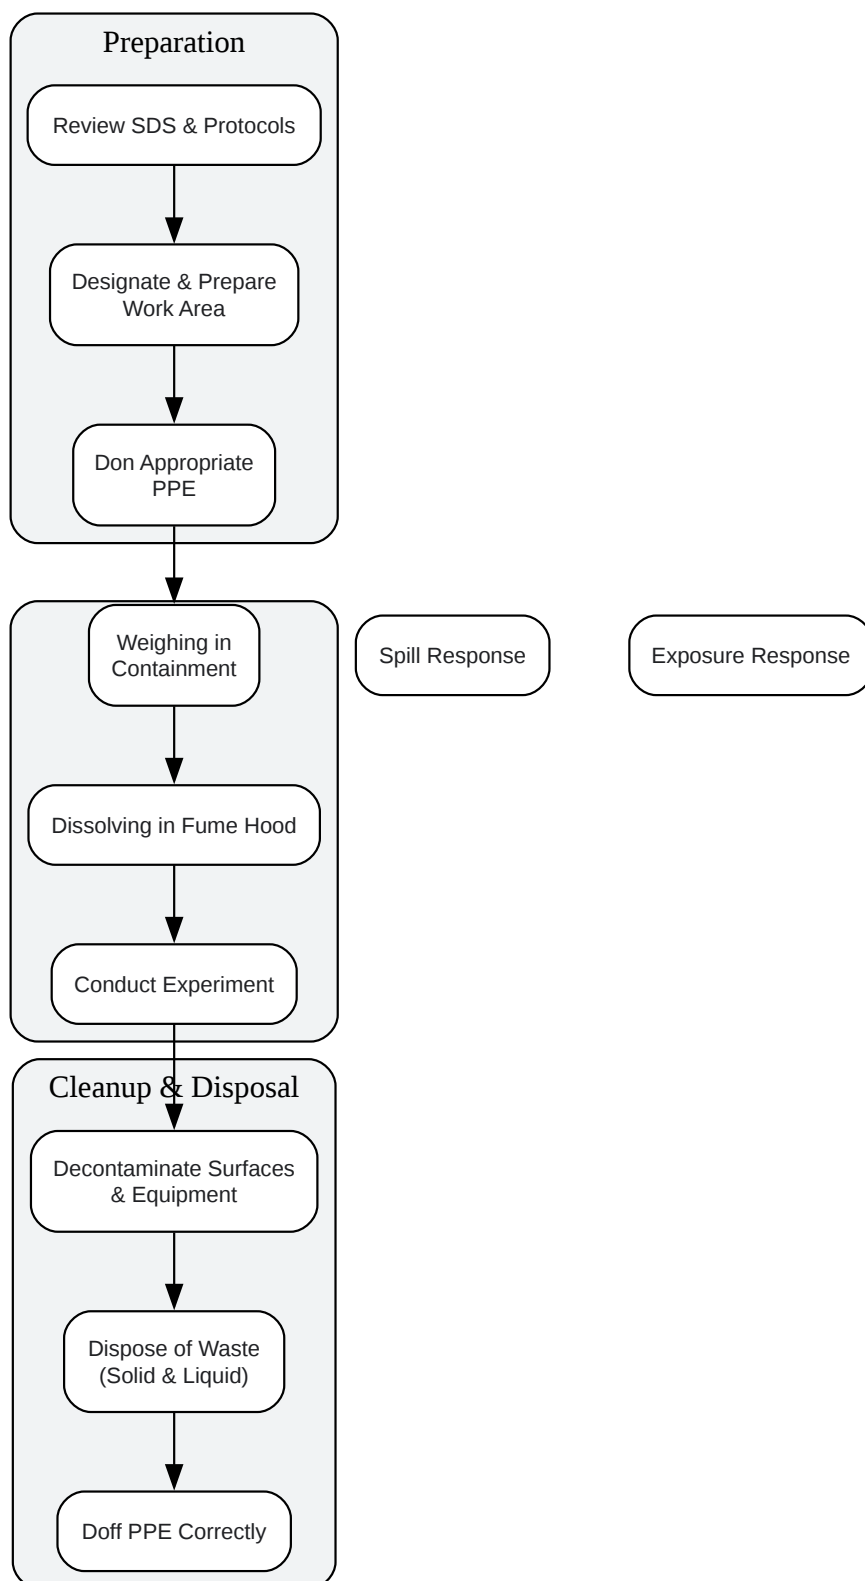 Preparation
Review SDS & Protocols
Designate & Prepare
Work Area
Don Appropriate
PPE
Weighing in
Containment
Spill Response
Exposure Response
Dissolving in Fume Hood
Conduct Experiment
Cleanup & Disposal
Decontaminate Surfaces
& Equipment
Dispose of Waste
(Solid & Liquid)
Doff PPE Correctly